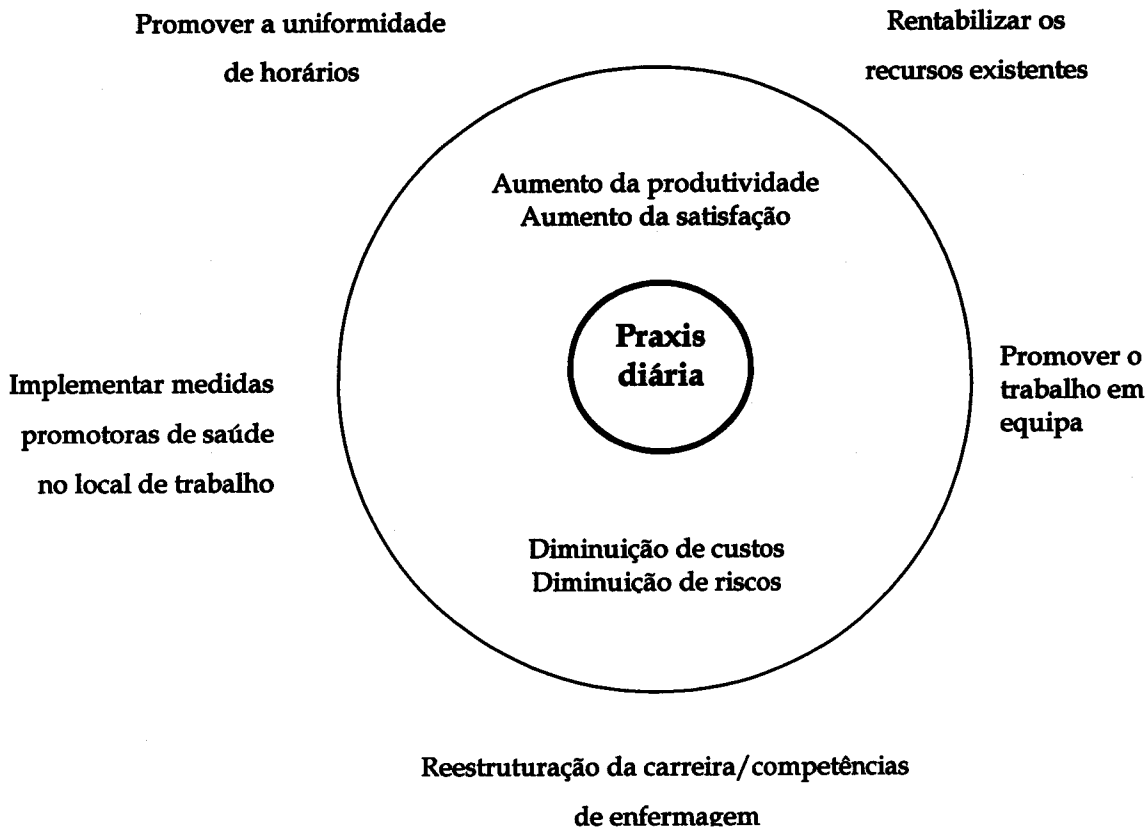 Promover a uniformidade
de horários
Rentabilizar os
recursos existentes
Aumento da produtividade
Aumento da satisfação
Praxis
diária
Implementar medidas
promotoras de saúde
no local de trabalho
Promover o
trabalho em
equipa
Diminuição de custos
Diminuição de riscos
Reestruturação da carreira/competências
de enfermagem